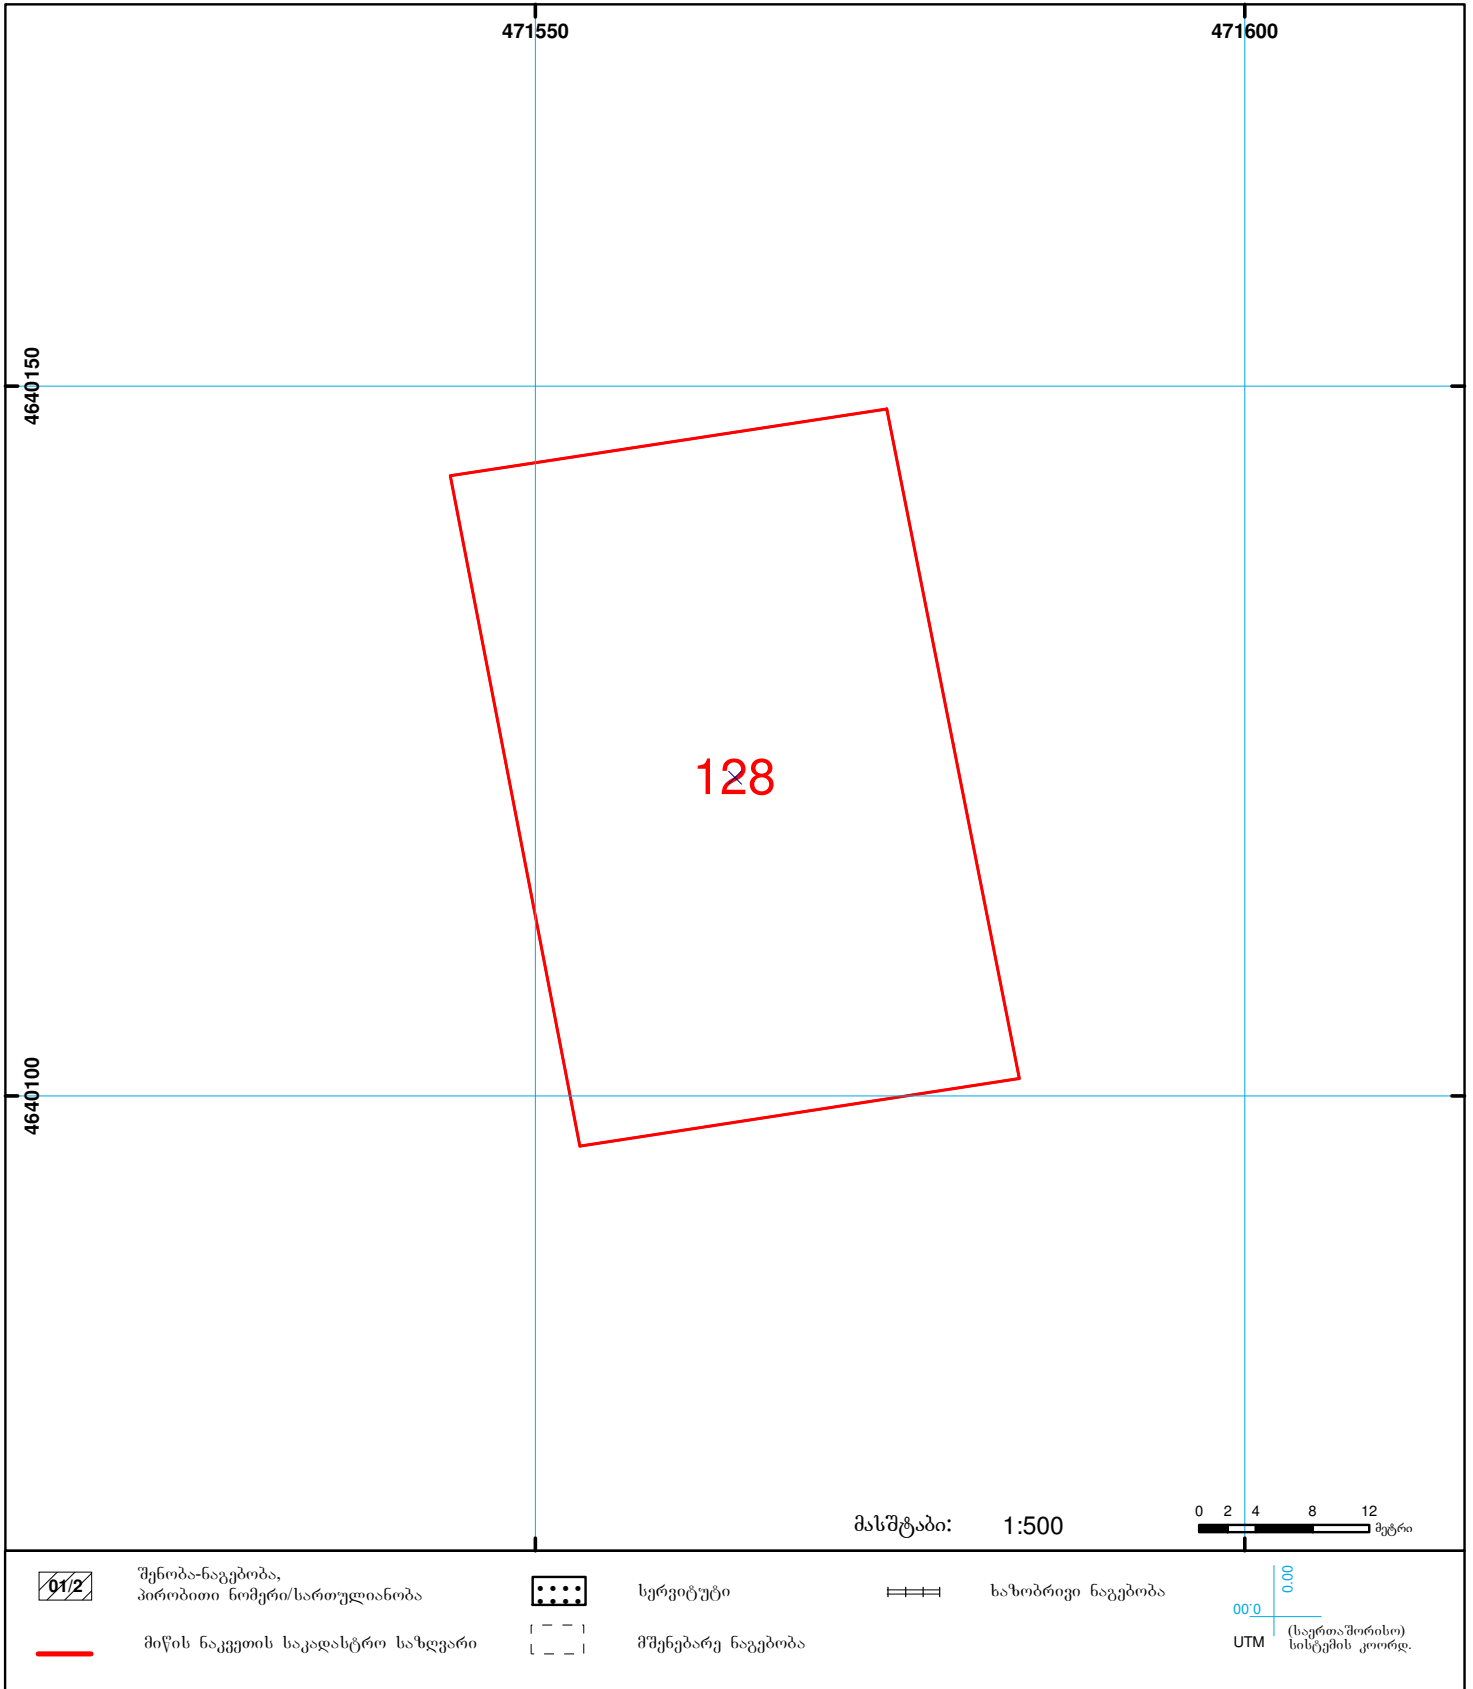 471550 471600
4640150
128
4640100
მასშტაბი: 1:500
0 2 4 8 12
მეტრი
01/2
შენობა-ნაგებობა,
პირობითი ნომერი/სართულიანობა
სერვიტუტი
ხაზობრივი ნაგებობა
მიწის ნაკვეთის საკადასტრო საზღვარი
მშენებარე ნაგებობა
0.00
0.00
UTM
(საერთაშორისო)
სისტემის კოორდ.